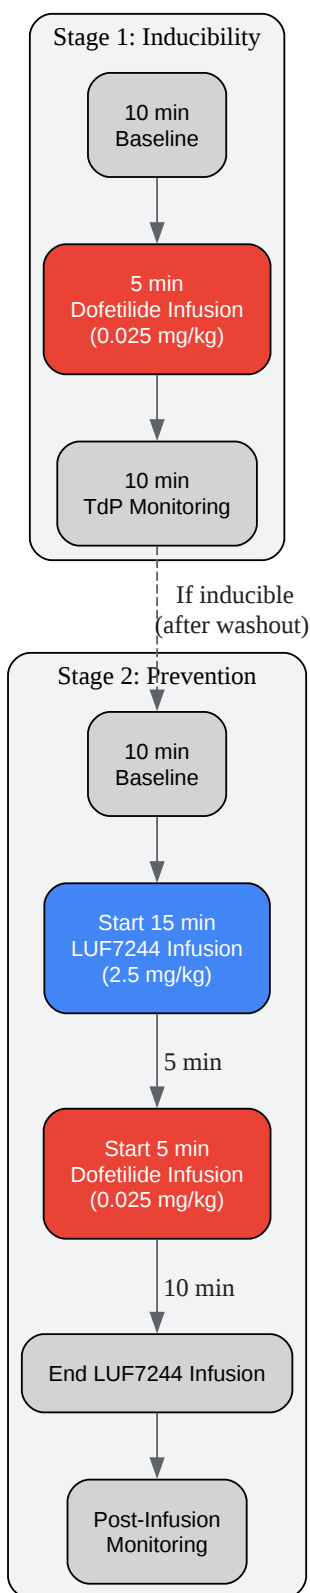 Stage 1: Inducibility
10 min
Baseline
5 min
Dofetilide Infusion
(0.025 mg/kg)
10 min
TdP Monitoring
If inducible
(after washout)
Stage 2: Prevention
10 min
Baseline
Start 15 min
LUF7244 Infusion
(2.5 mg/kg)
5 min
Start 5 min
Dofetilide Infusion
(0.025 mg/kg)
10 min
End LUF7244 Infusion
Post-Infusion
Monitoring